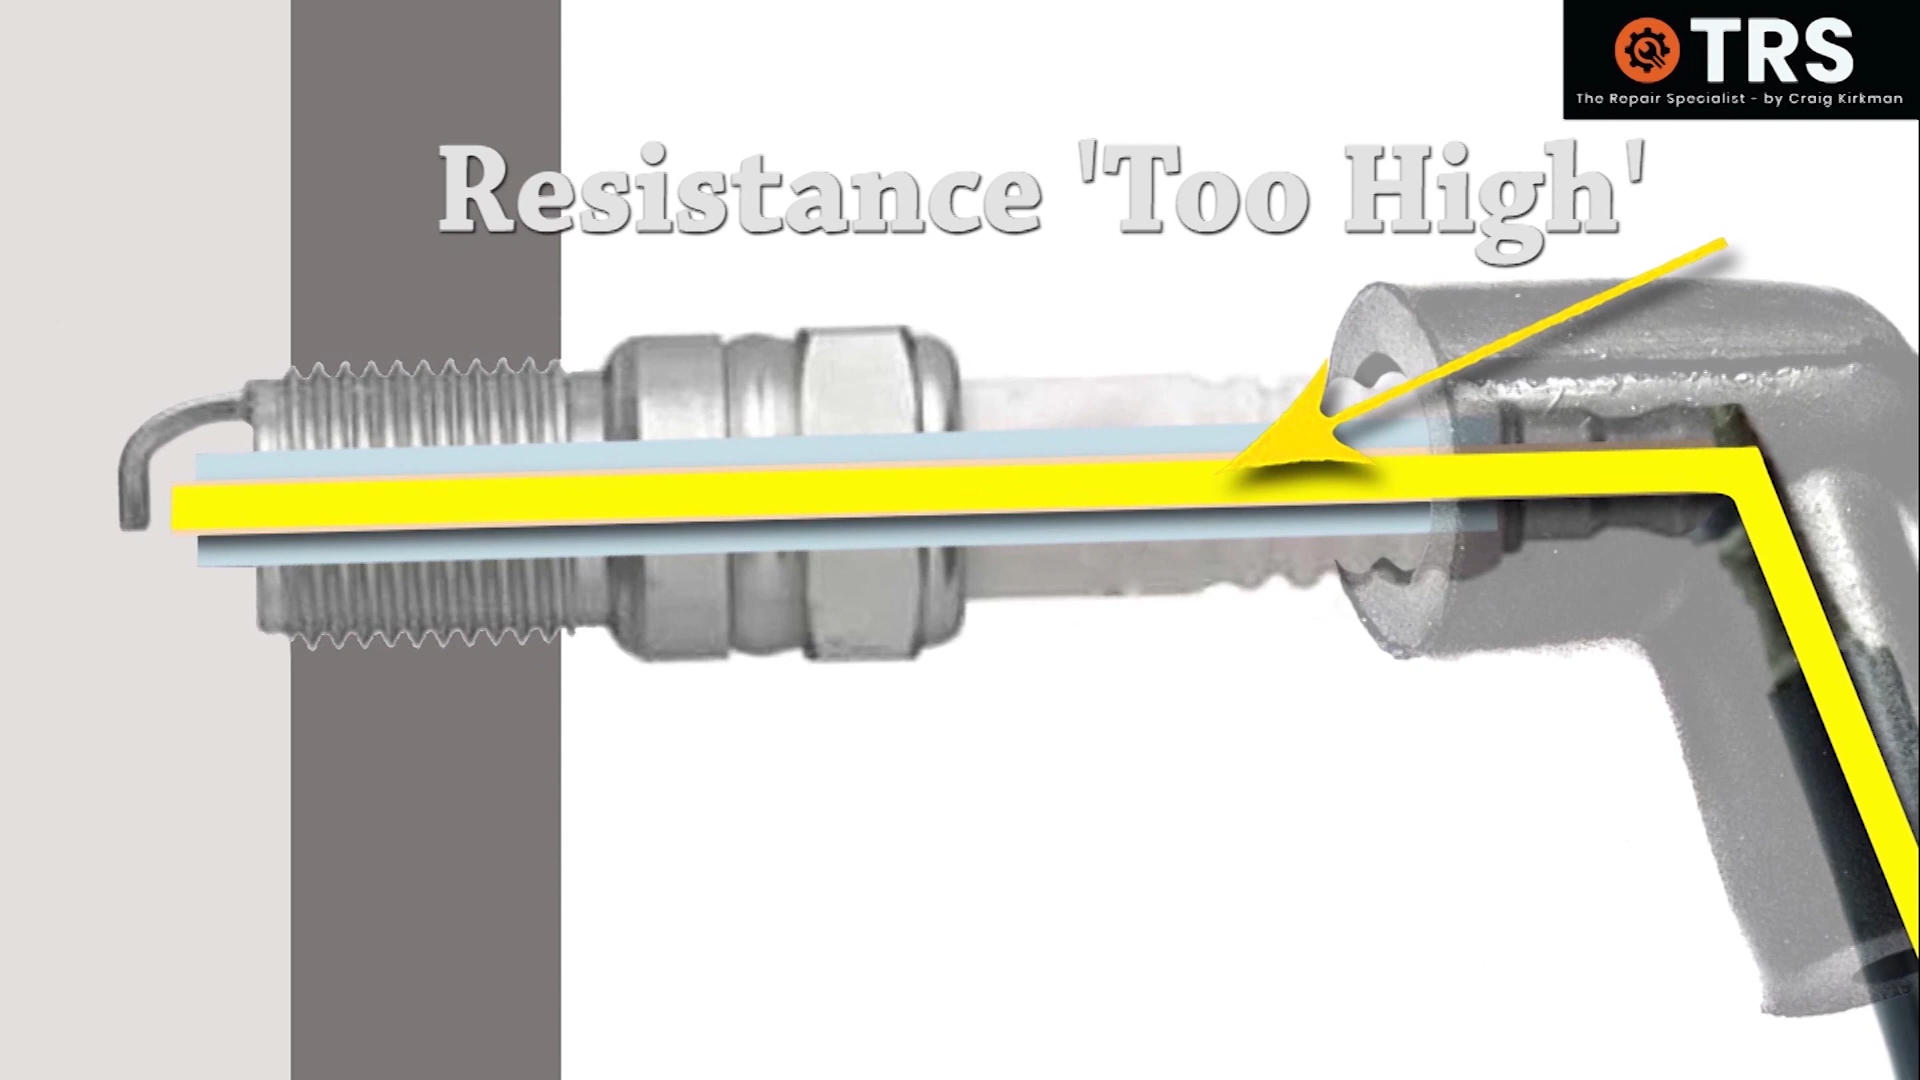 TRS
The Repair Specialist - by Craig Kirkman
Resistance 'Too High'